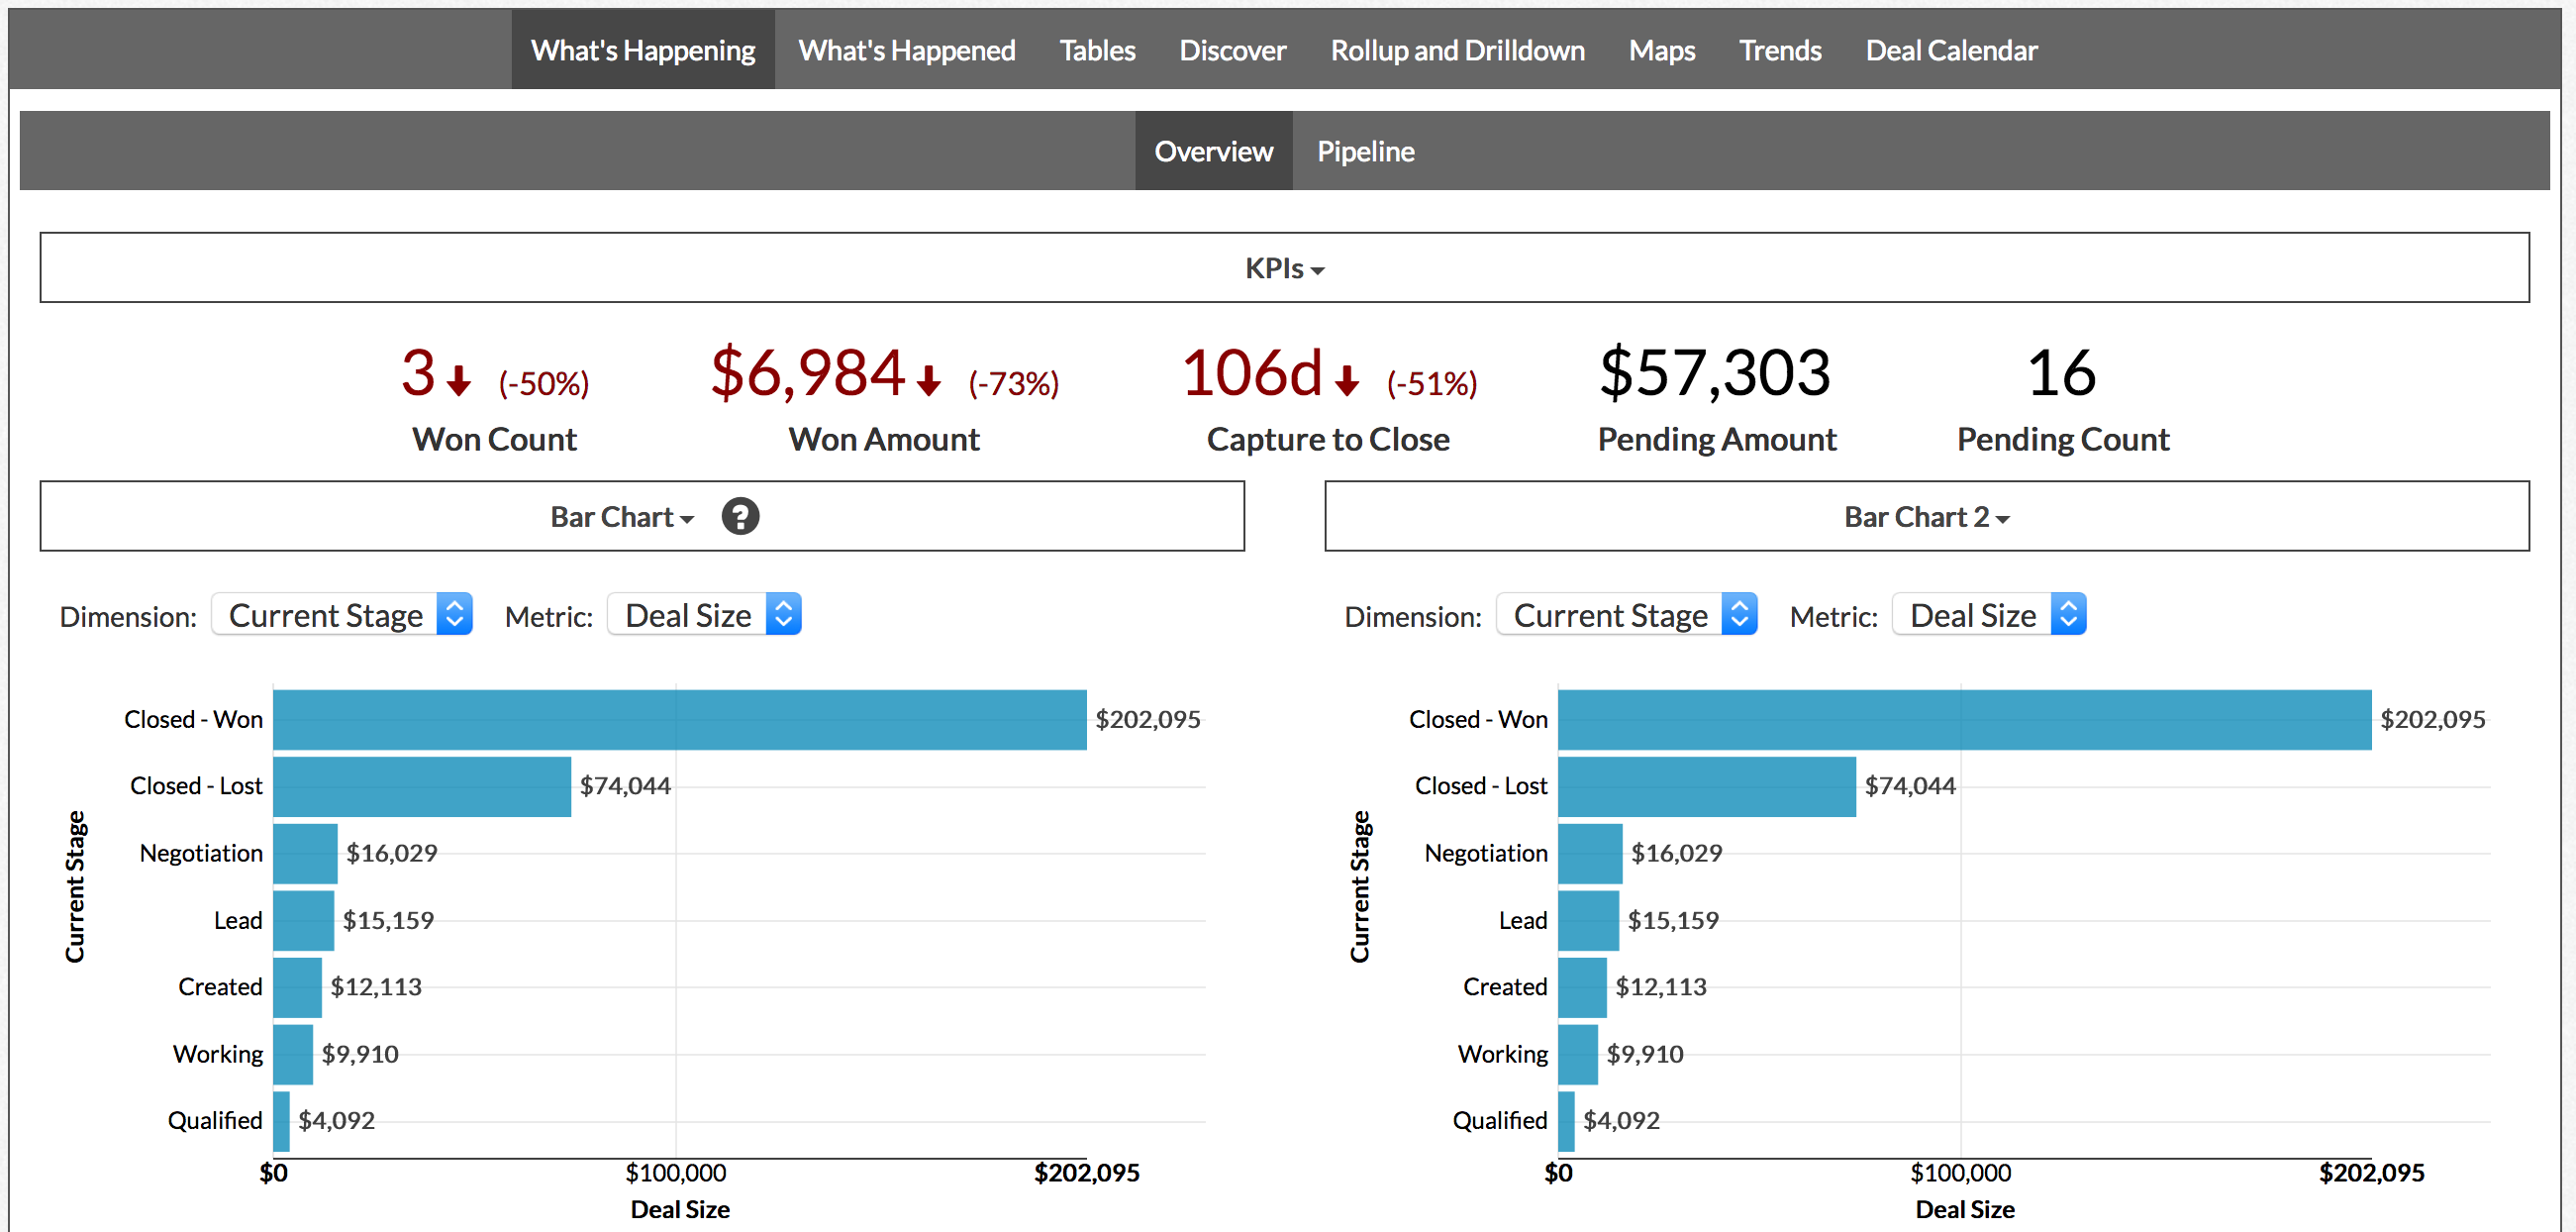 What's Happening What's Happened Tables Discover Rollup and Drilldown Maps Trends Deal Calendar
Overview Pipeline
KPIs
3 (-50%) $6,984 (-73%) 106d (-51%) $57,303 16
Won Count Won Amount Capture to Close Pending Amount Pending Count
Bar Chart ?
Dimension: Current Stage Metric: Deal Size
Current Stage
Closed - Won $202,095
Closed - Lost $74,044
Negotiation $16,029
Lead $15,159
Created $12,113
Working $9,910
Qualified $4,092
$0 $100,000 $202,095
Deal Size
Bar Chart 2
Dimension: Current Stage Metric: Deal Size
Current Stage
Closed - Won $202,095
Closed - Lost $74,044
Negotiation $16,029
Lead $15,159
Created $12,113
Working $9,910
Qualified $4,092
$0 $100,000 $202,095
Deal Size